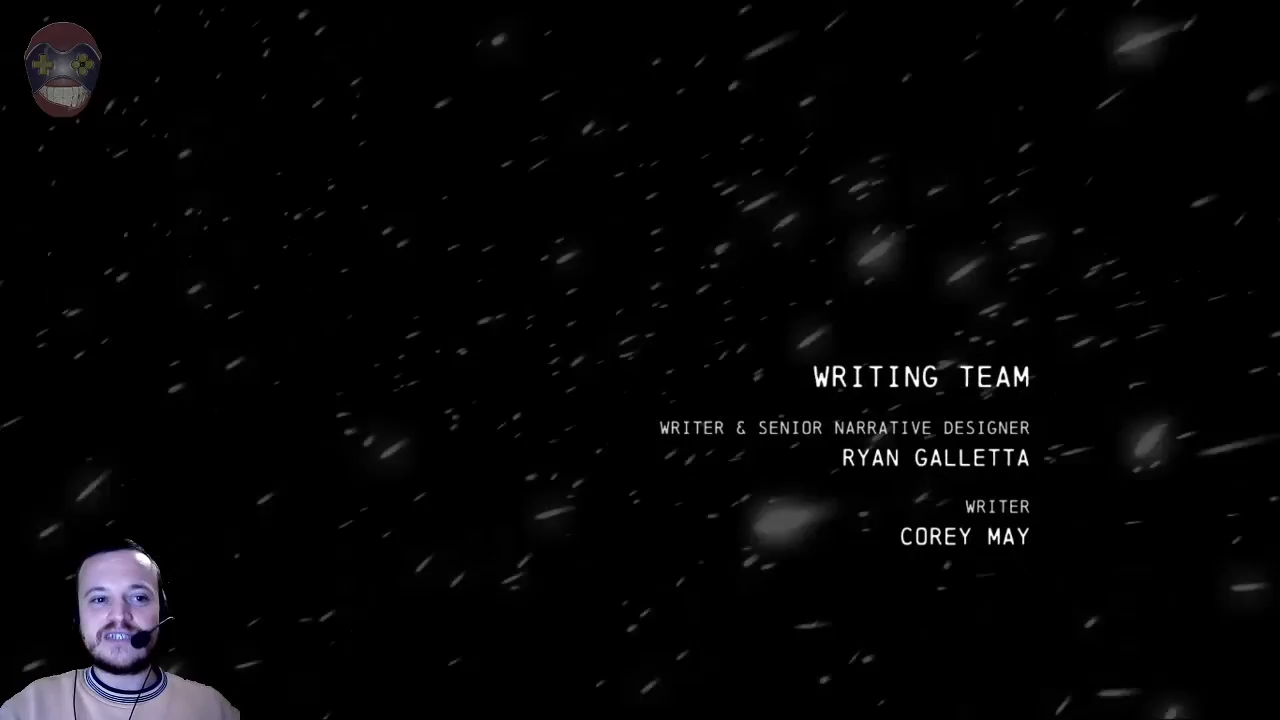 WRITING TEAM
WRITER & SENIOR NARRATIVE DESIGNER
RYAN GALLETTA
WRITER
COREY MAY